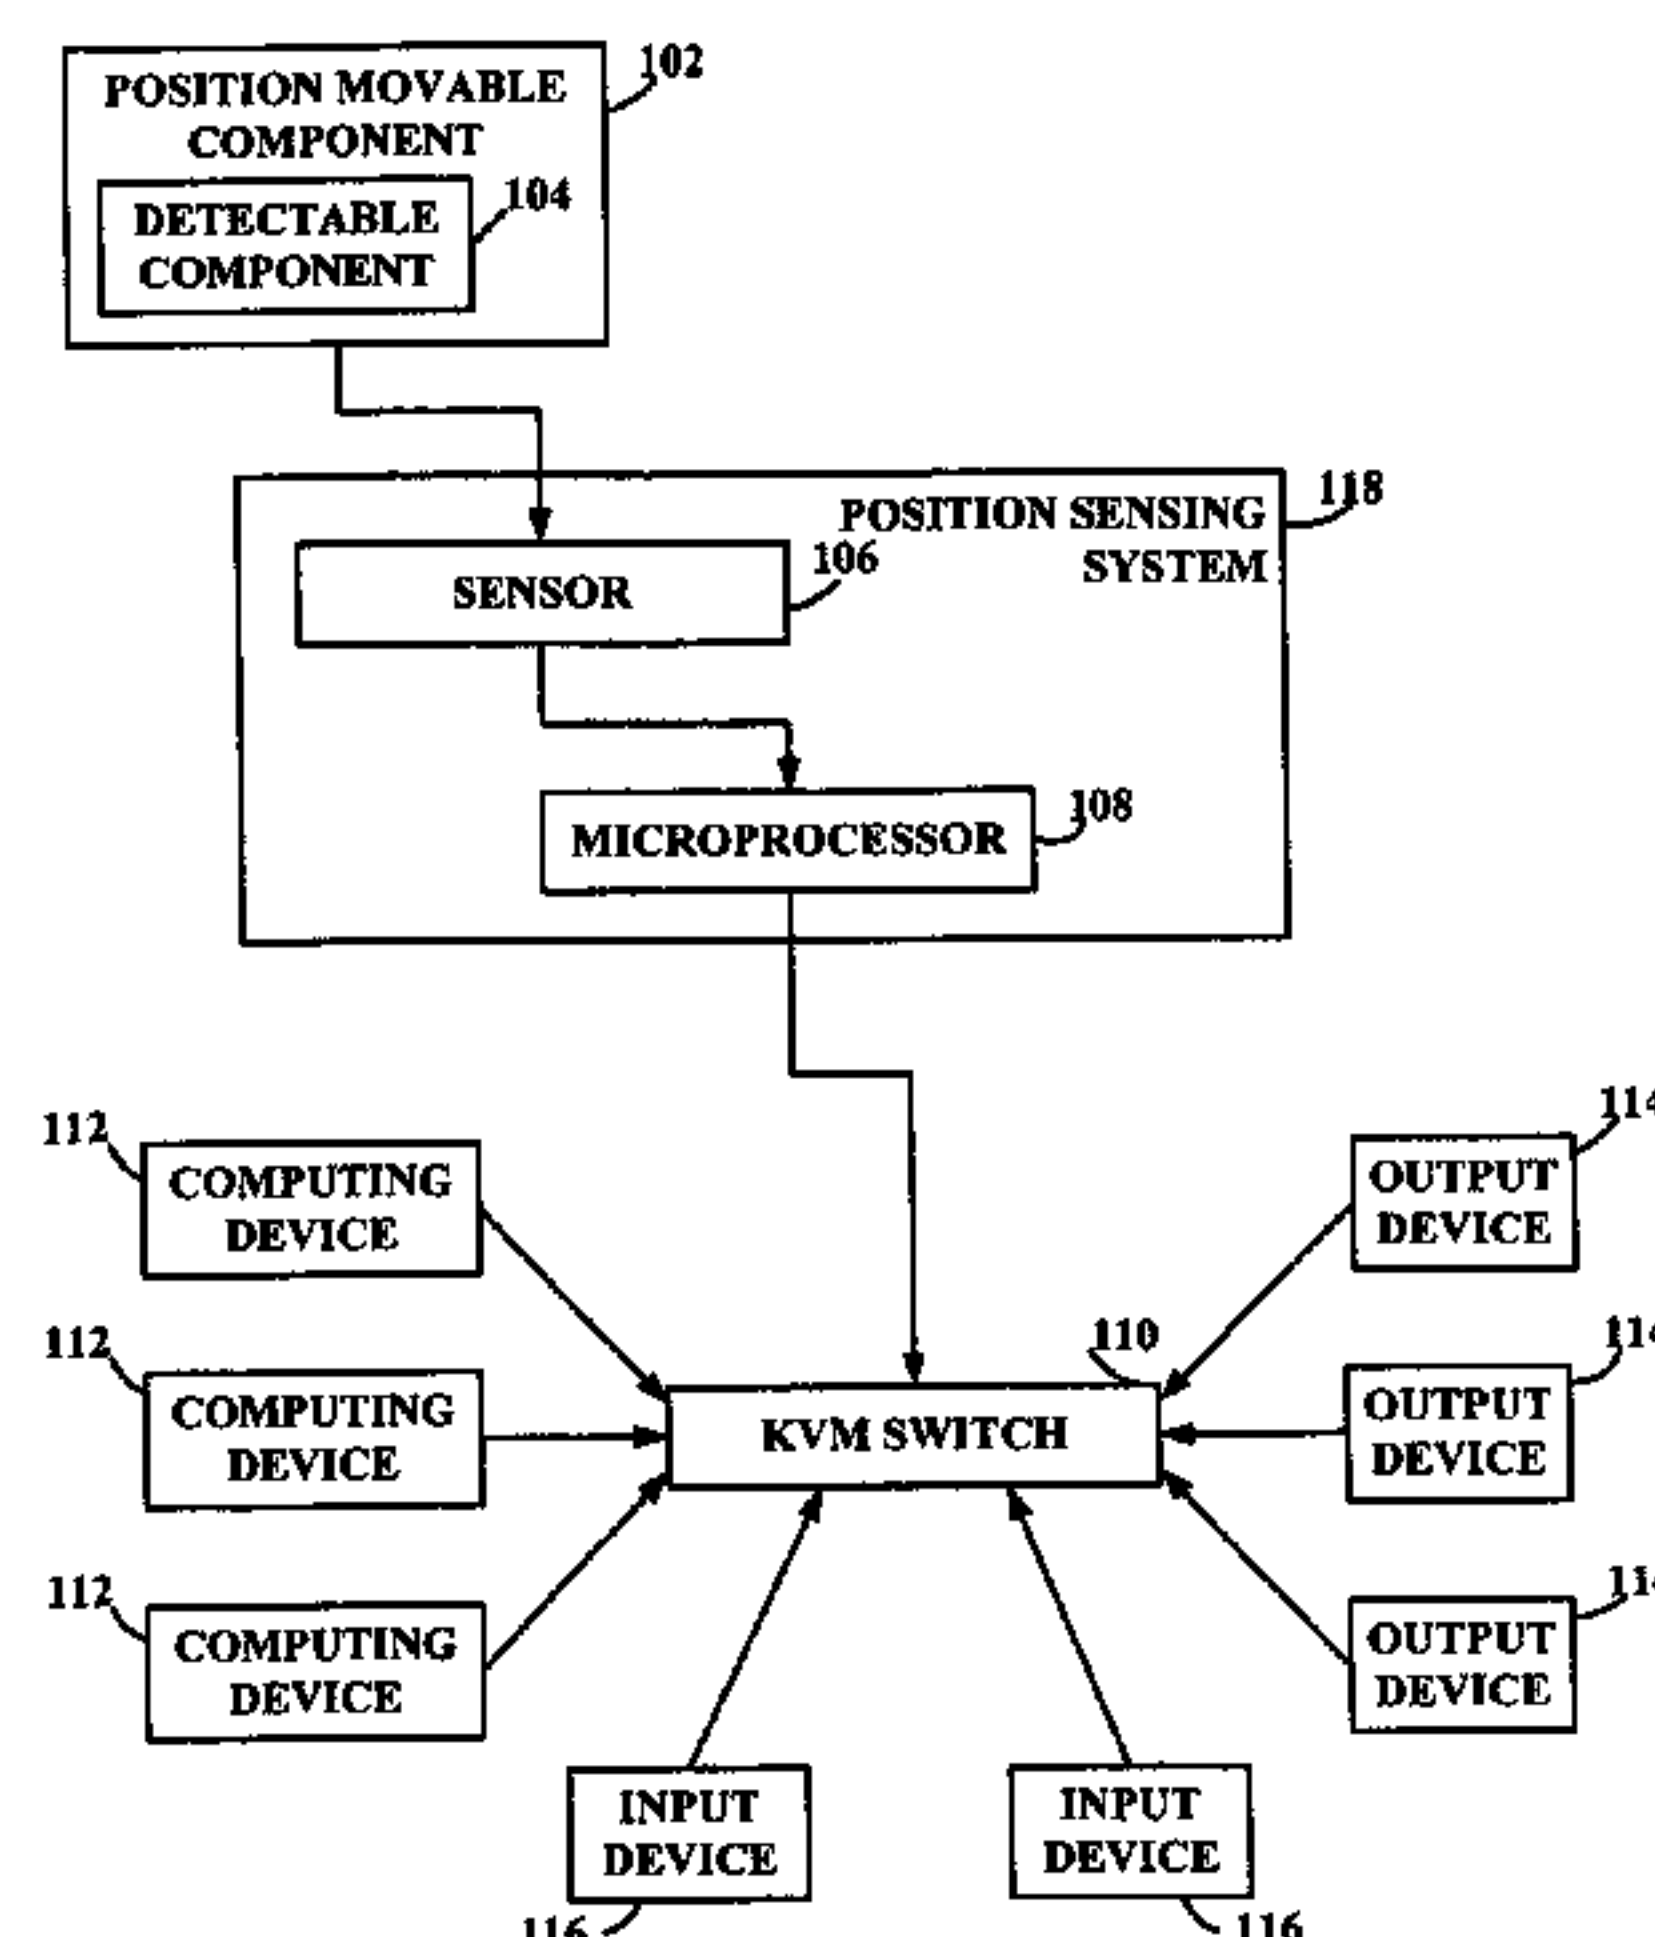 102
POSITION MOVABLE
COMPONENT
104
DETECTABLE
COMPONENT
118
POSITION SENSING
SYSTEM
106
SENSOR
108
MICROPROCESSOR
112
COMPUTING
DEVICE
114
OUTPUT
DEVICE
112
COMPUTING
DEVICE
110
KVM SWITCH
OUTPUT
DEVICE
112
COMPUTING
DEVICE
OUTPUT
DEVICE
INPUT
DEVICE
116
INPUT
DEVICE
116